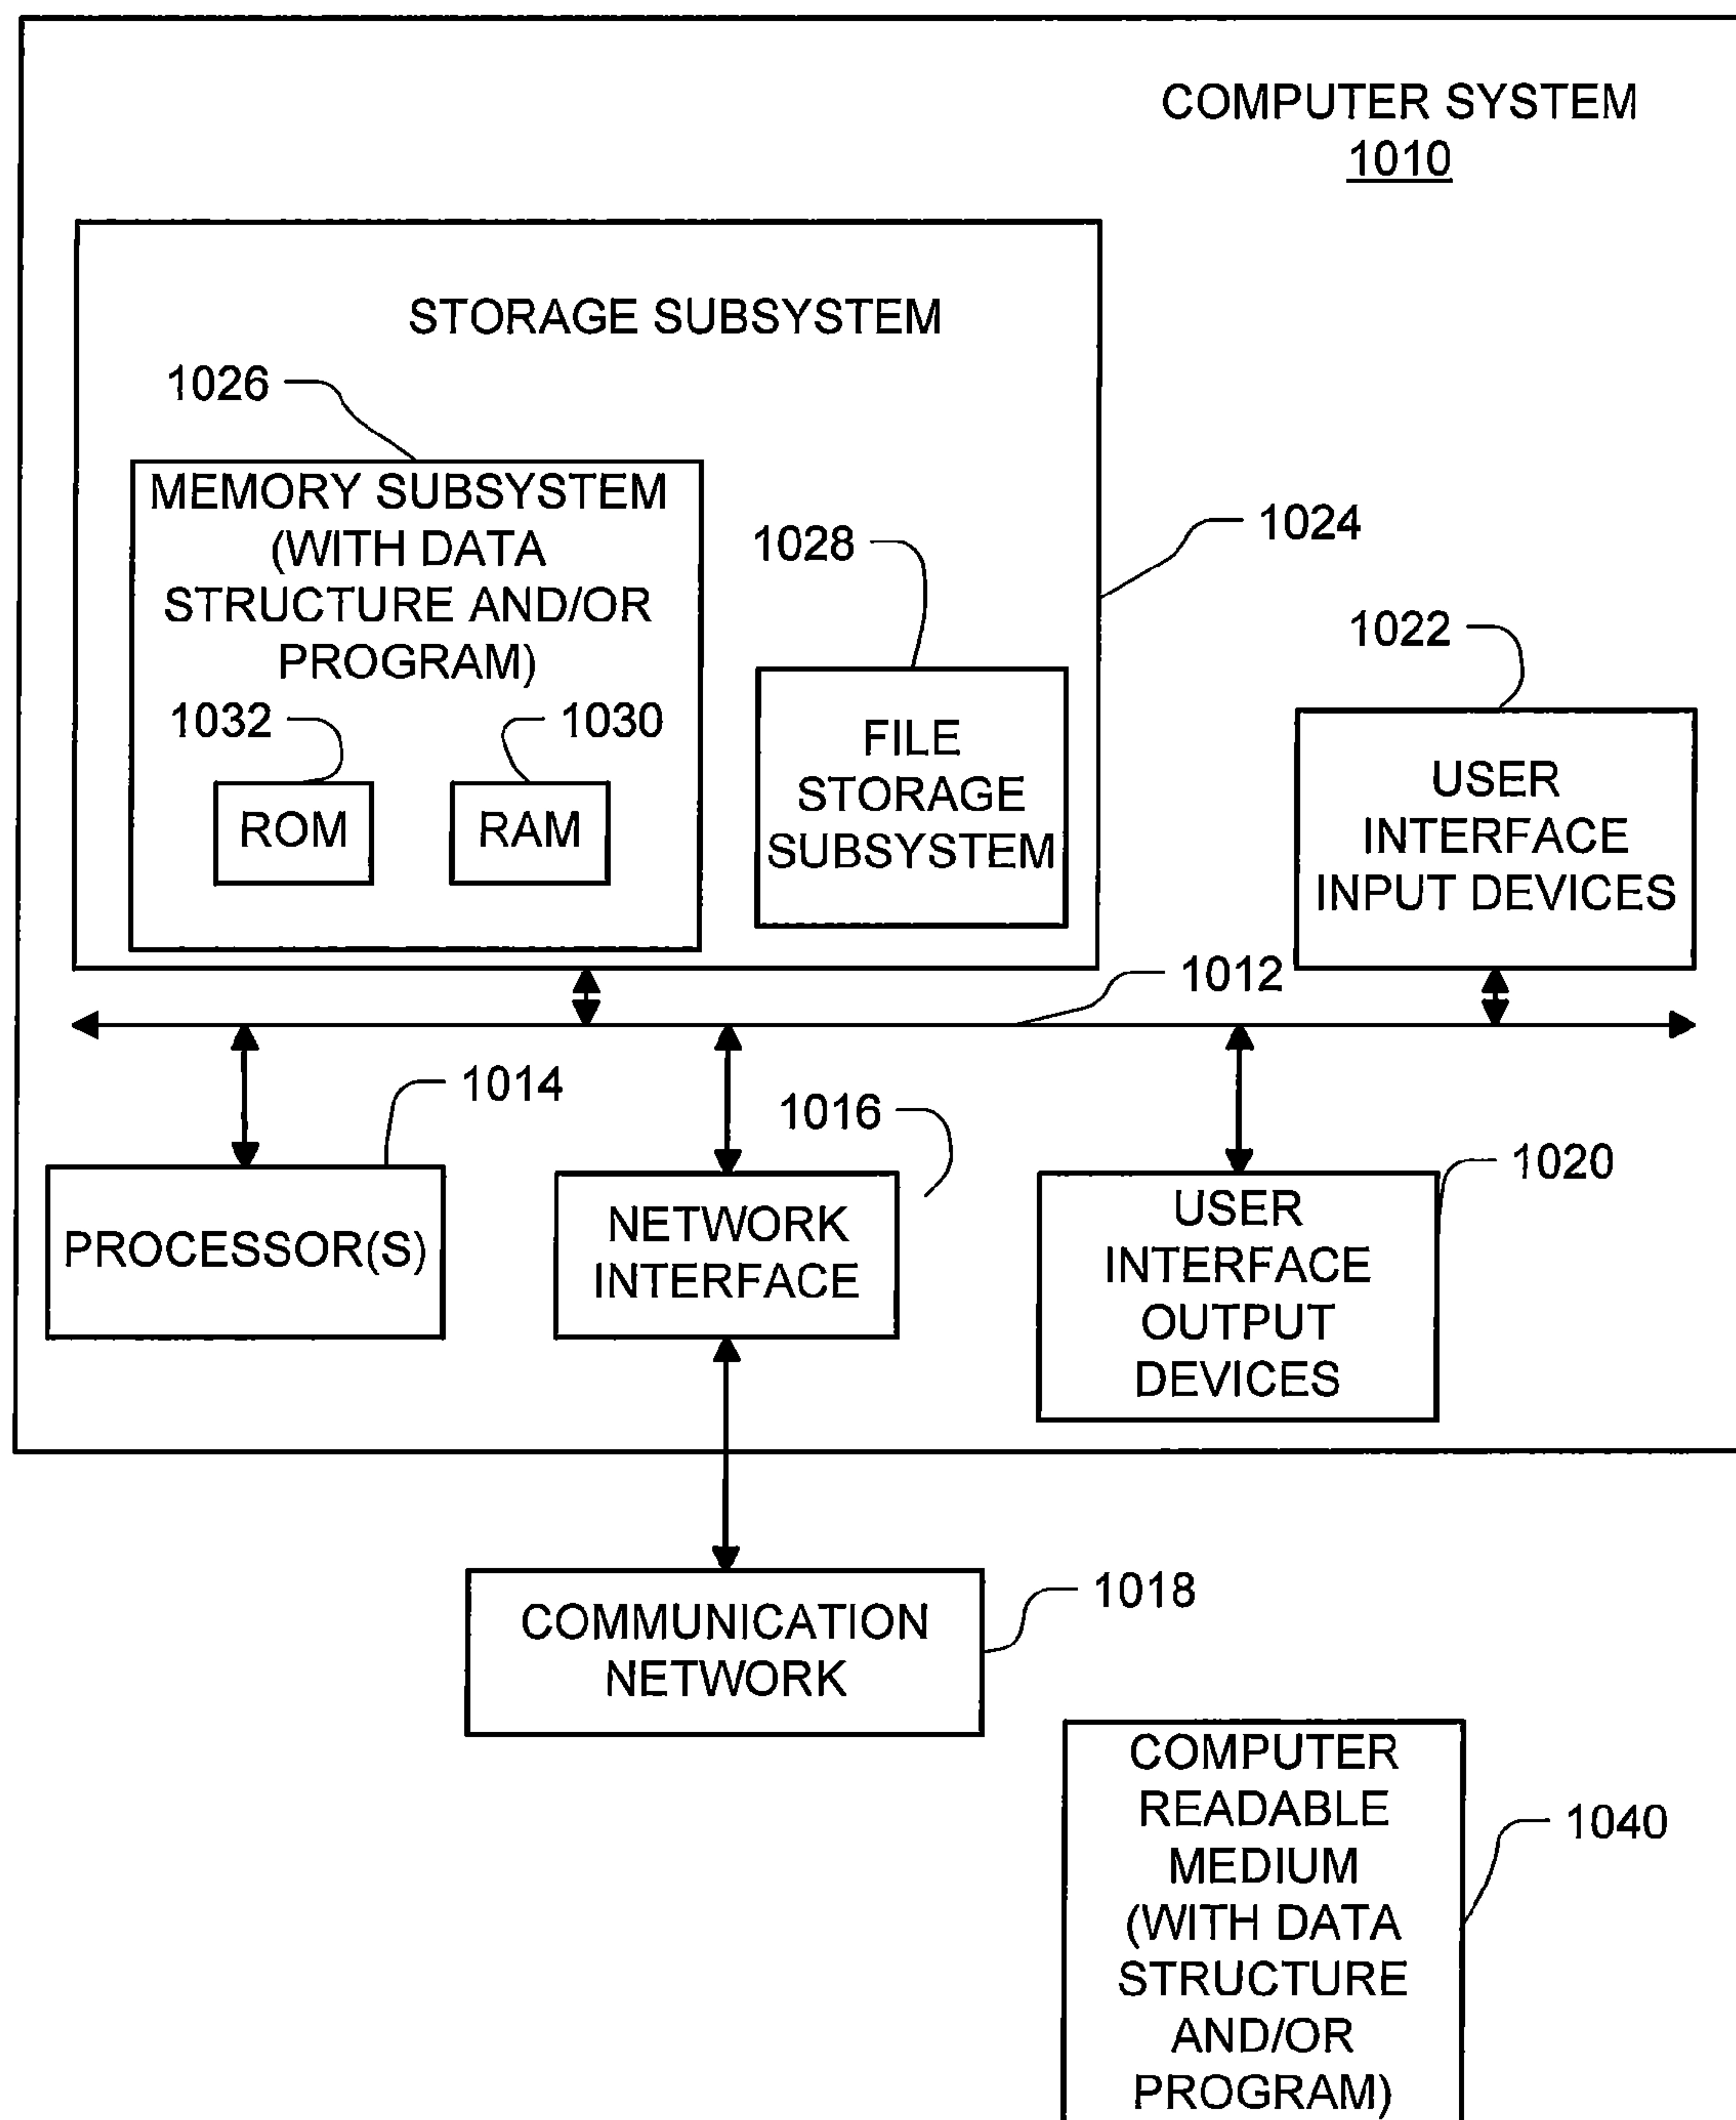 COMPUTER SYSTEM
1010
STORAGE SUBSYSTEM
1026
MEMORY SUBSYSTEM
(WITH DATA
STRUCTURE AND/OR
PROGRAM)
1032
1030
ROM
RAM
1028
FILE
STORAGE
SUBSYSTEM
1024
1022
USER
INTERFACE
INPUT DEVICES
1012
1014
PROCESSOR(S)
1016
NETWORK
INTERFACE
1020
USER
INTERFACE
OUTPUT
DEVICES
COMMUNICATION
NETWORK
1018
COMPUTER
READABLE
MEDIUM
(WITH DATA
STRUCTURE
AND/OR
PROGRAM)
1040